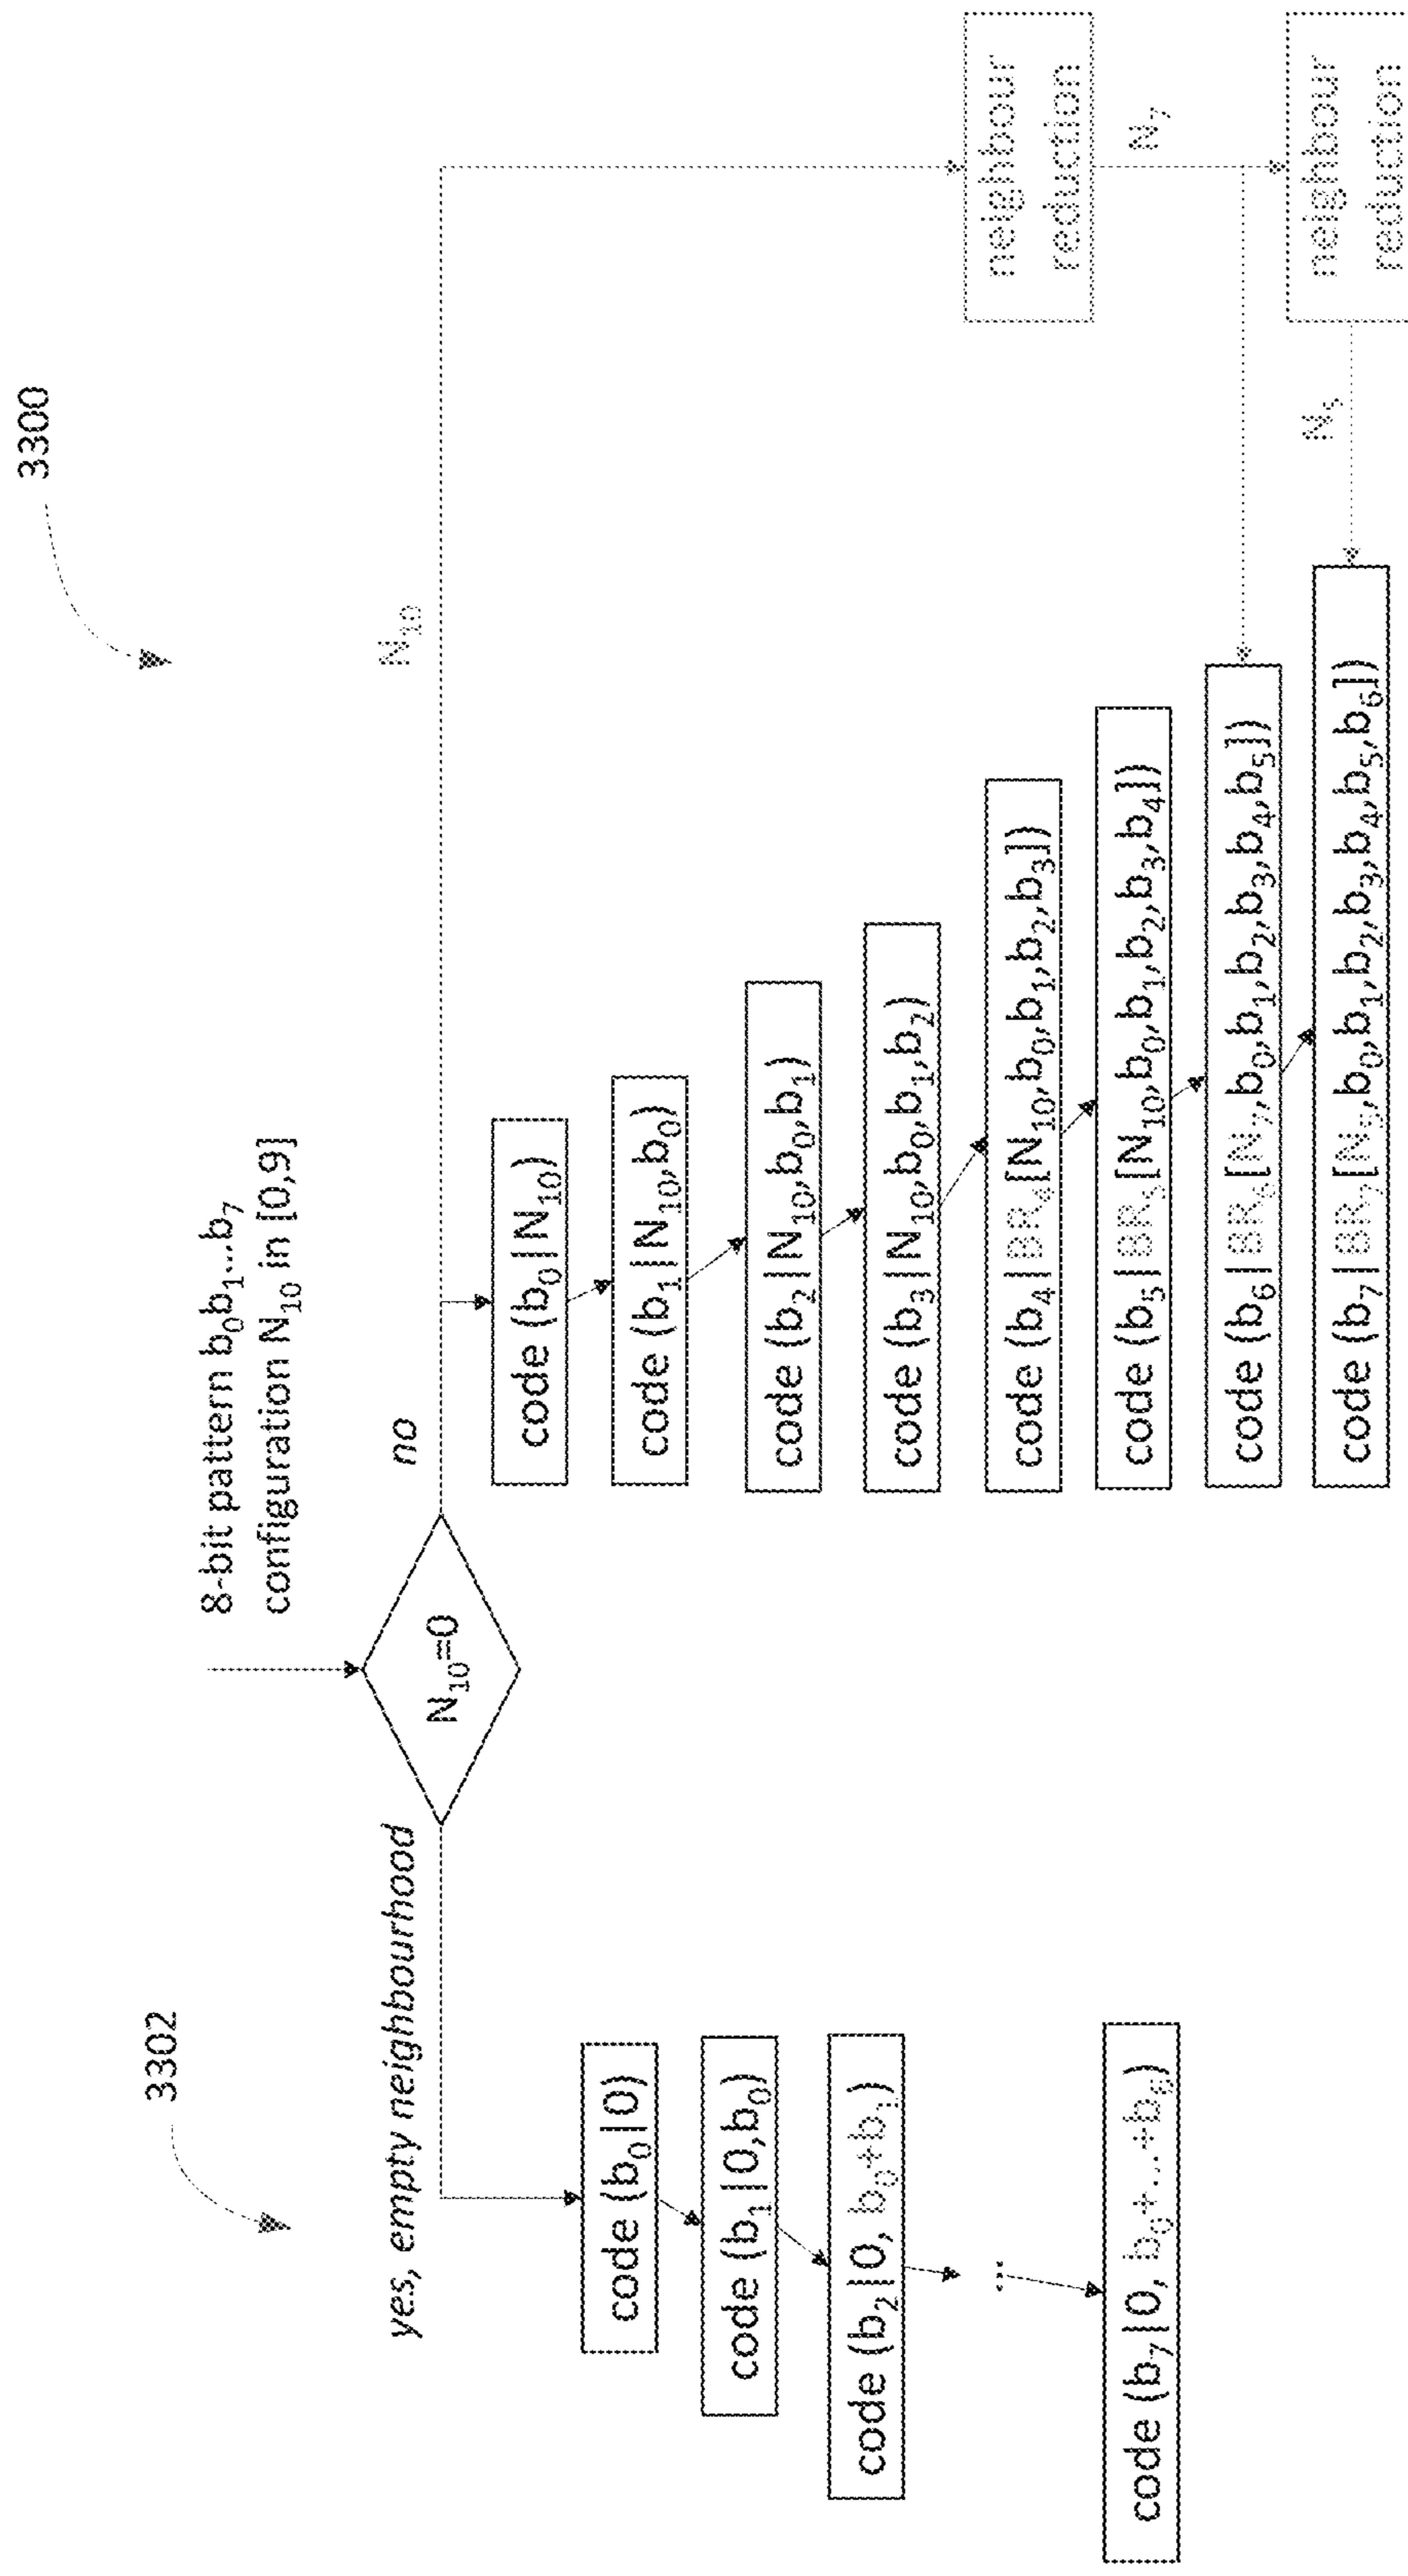 3300
3302
8-bit pattern b₀b₁...b₇
configuration N₁₀ in [0,9]
yes, empty neighbourhood
N₁₀=0
no
N₁₀
code (b₀|0)
code (b₁|0,b₀)
code (b₂|0, b₀+b₁)
...
code (b₇|0, b₀+...+b₆)
code (b₀|N₁₀)
code (b₁|N₁₀,b₀)
code (b₂|N₁₀,b₀,b₁)
code (b₃|N₁₀,b₀,b₁,b₂)
code (b₄|BR₄[N₁₀,b₀,b₁,b₂,b₃])
code (b₅|BR₅[N₁₀,b₀,b₁,b₂,b₃,b₄])
code (b₆|BR₆[N₇,b₀,b₁,b₂,b₃,b₄,b₅])
code (b₇|BR₇[N₅,b₀,b₁,b₂,b₃,b₄,b₅,b₆])
neighbour
reduction
N₇
neighbour
reduction
N₅